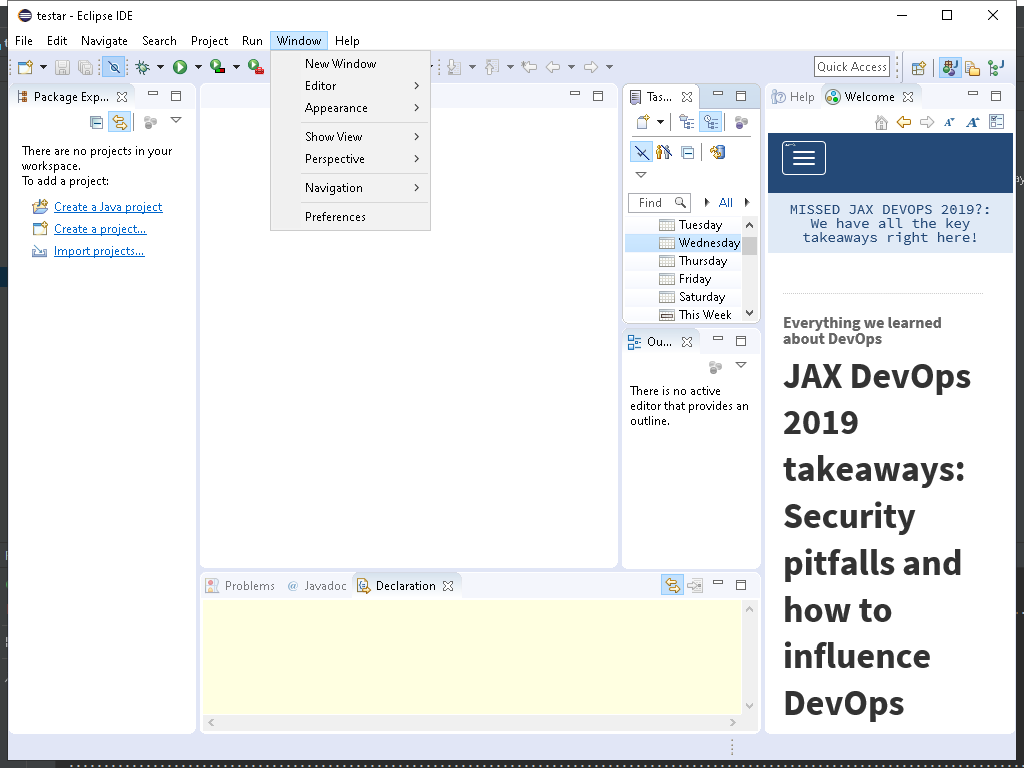 testar - Eclipse IDE
File Edit Navigate Search Project Run Window Help
Quick Access
New Window
Editor
Appearance
Show View
Perspective
Navigation
Preferences
Package Exp...
There are no projects in your
workspace.
To add a project:
Create a Java project
Create a project...
Import projects...
Tas...
Find
All
Tuesday
Wednesday
Thursday
Friday
Saturday
This Week
Ou...
There is no active
editor that provides an
outline.
Problems @ Javadoc Declaration
Help Welcome
MISSED JAX DEVOPS 2019?:
We have all the key
takeaways right here!
Everything we learned
about DevOps
JAX DevOps
2019
takeaways:
Security
pitfalls and
how to
influence
DevOps